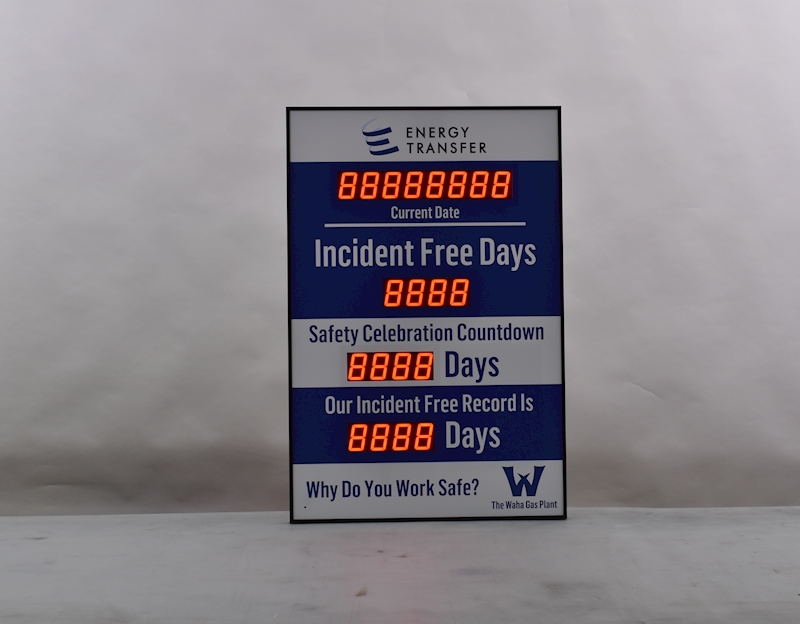 ENERGY
TRANSFER
88888888
Current Date
Incident Free Days
8888
Safety Celebration Countdown
8888 Days
Our Incident Free Record Is
8888 Days
Why Do You Work Safe?
W
The Waha Gas Plant